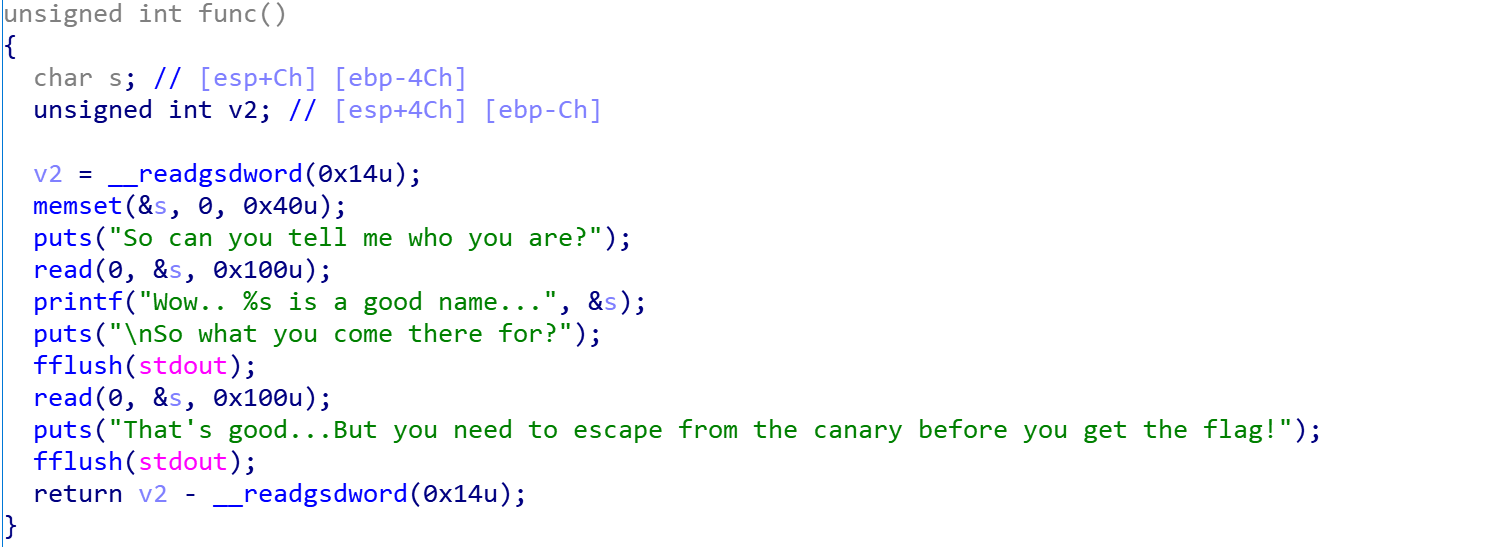 unsigned int func()
{
  char s; // [esp+Ch] [ebp-4Ch]
  unsigned int v2; // [esp+4Ch] [ebp-Ch]

  v2 = __readgsdword(0x14u);
  memset(&s, 0, 0x40u);
  puts("So can you tell me who you are?");
  read(0, &s, 0x100u);
  printf("Wow.. %s is a good name...", &s);
  puts("\nSo what you come there for?");
  fflush(stdout);
  read(0, &s, 0x100u);
  puts("That's good...But you need to escape from the canary before you get the flag!");
  fflush(stdout);
  return v2 - __readgsdword(0x14u);
}